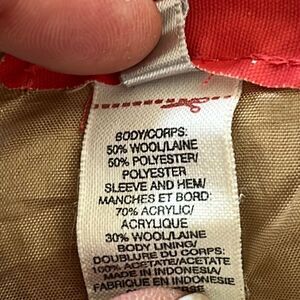 BODY/CORPS:
50% WOOL/LAINE
50% POLYESTER/
POLYESTER
SLEEVE AND HEM/
MANCHES ET BORD:
70% ACRYLIC/
ACRYLIQUE
30% WOOL/LAINE
BODY LINING/
DOUBLURE DU CORPS:
100% ACETATE/ACETATE
MADE IN INDONESIA/
FABRIQUE EN INDONESIE